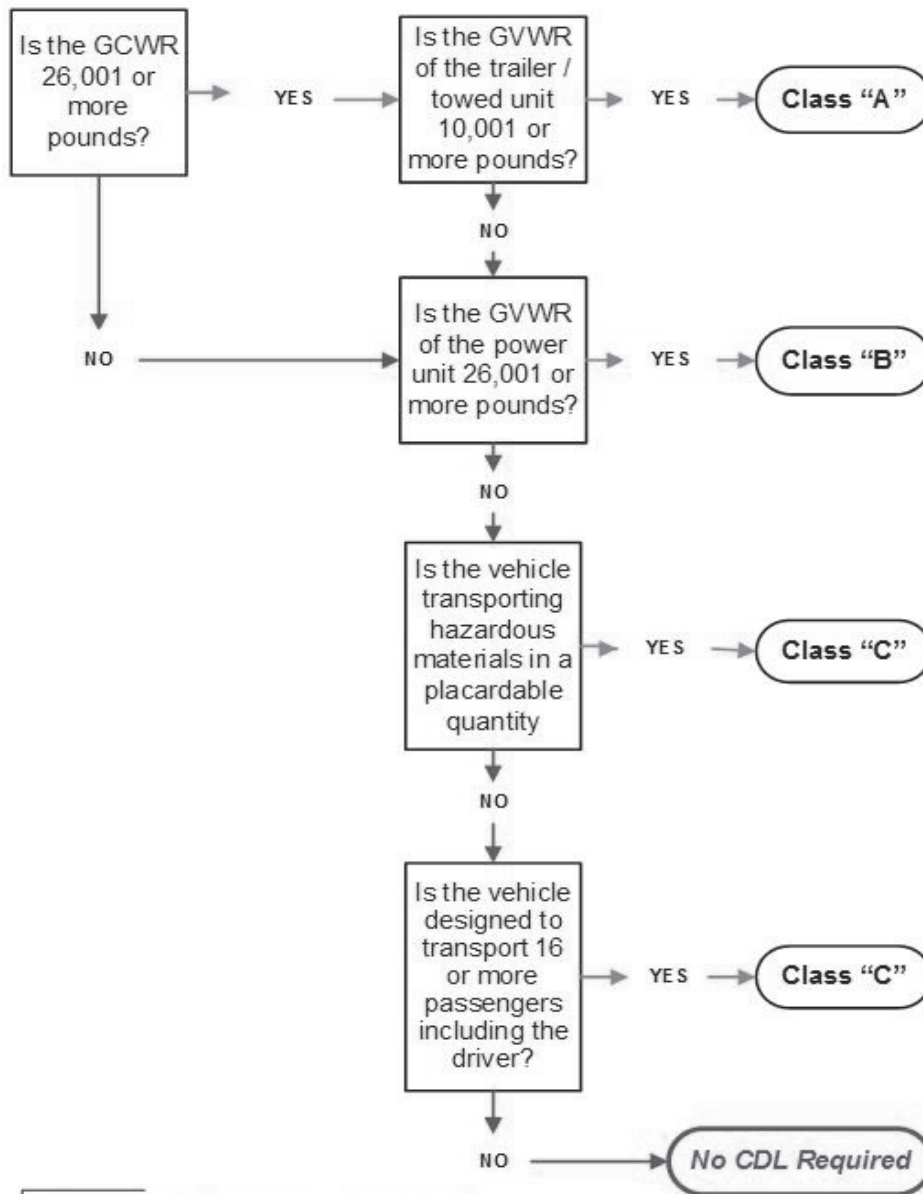 Is the GCWR
26,001 or
more
pounds?
YES
Is the GVWR
of the trailer /
towed unit
10,001 or
more pounds?
YES
Class “A”
NO
NO
Is the GVWR
of the power
unit 26,001 or
more pounds?
YES
Class “B”
NO
Is the vehicle
transporting
hazardous
materials in a
placardable
quantity
YES
Class “C”
NO
Is the vehicle
designed to
transport 16
or more
passengers
including the
driver?
YES
Class “C”
NO
No CDL Required